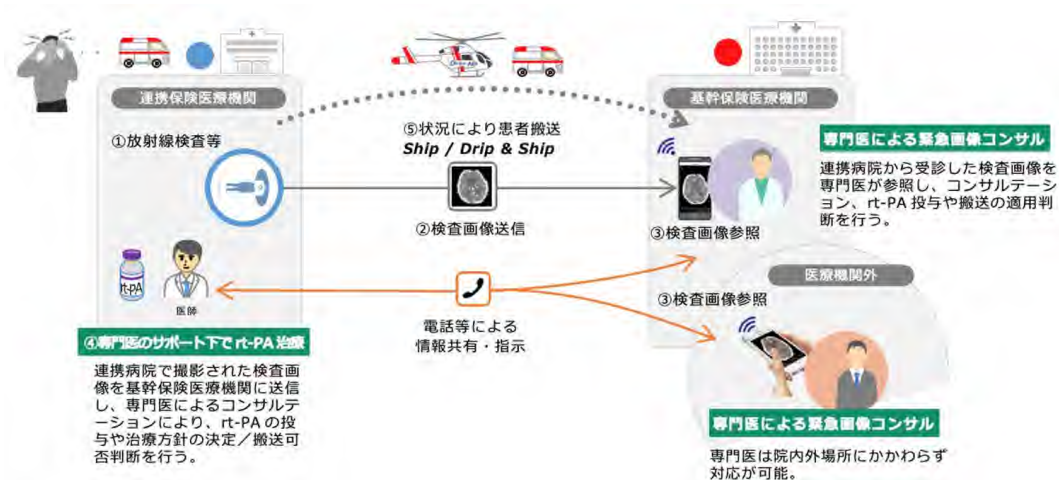 連携保険医療機関
①放射線検査等
⑤状況により患者搬送
Ship / Drip & Ship
②検査画像送信
基幹保険医療機関
専門医による緊急画像コンサル
連携病院から受診した検査画像を
専門医が参照し、コンサルテーシ
ョン、rt-PA 投与や搬送の適用判
断を行う。
③検査画像参照
医療機関外
③検査画像参照
rt-PA
医師
電話等による
情報共有・指示
④専門医のサポート下で rt-PA 治療
連携病院で撮影された検査画
像を基幹保険医療機関に送信
し、専門医によるコンサルテ
ーションにより、rt-PA の投
与や治療方針の決定／搬送可
否判断を行う。
専門医による緊急画像コンサル
専門医は院内外場所にかかわらず
対応が可能。